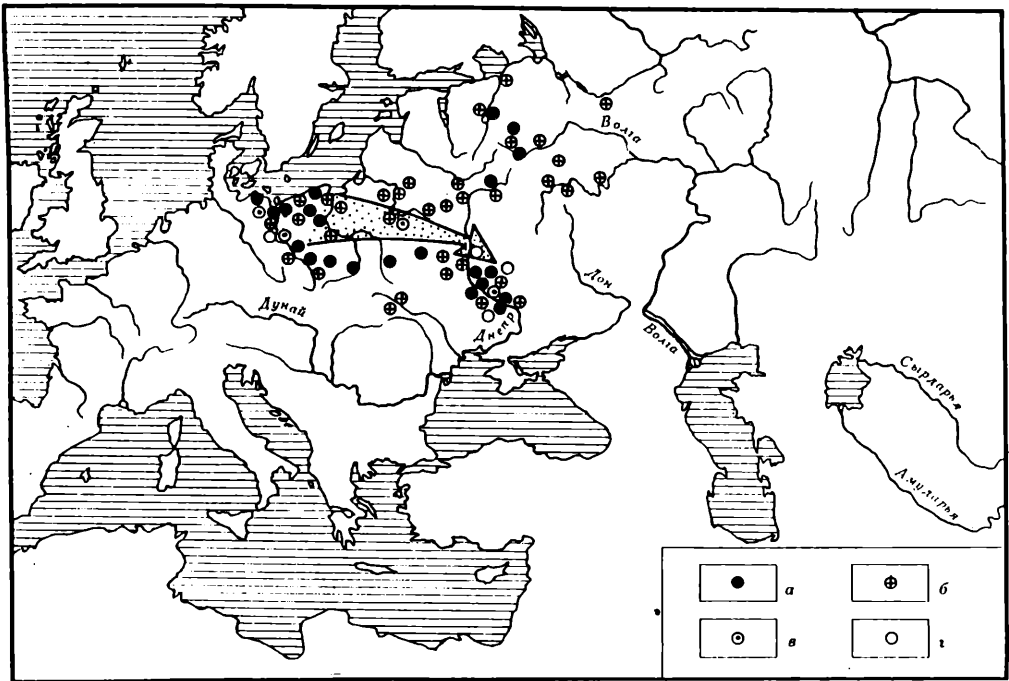 Волга
Дон
Дунай
Днепр
Волга
Сырдарья
Амударья
а
б
в
г